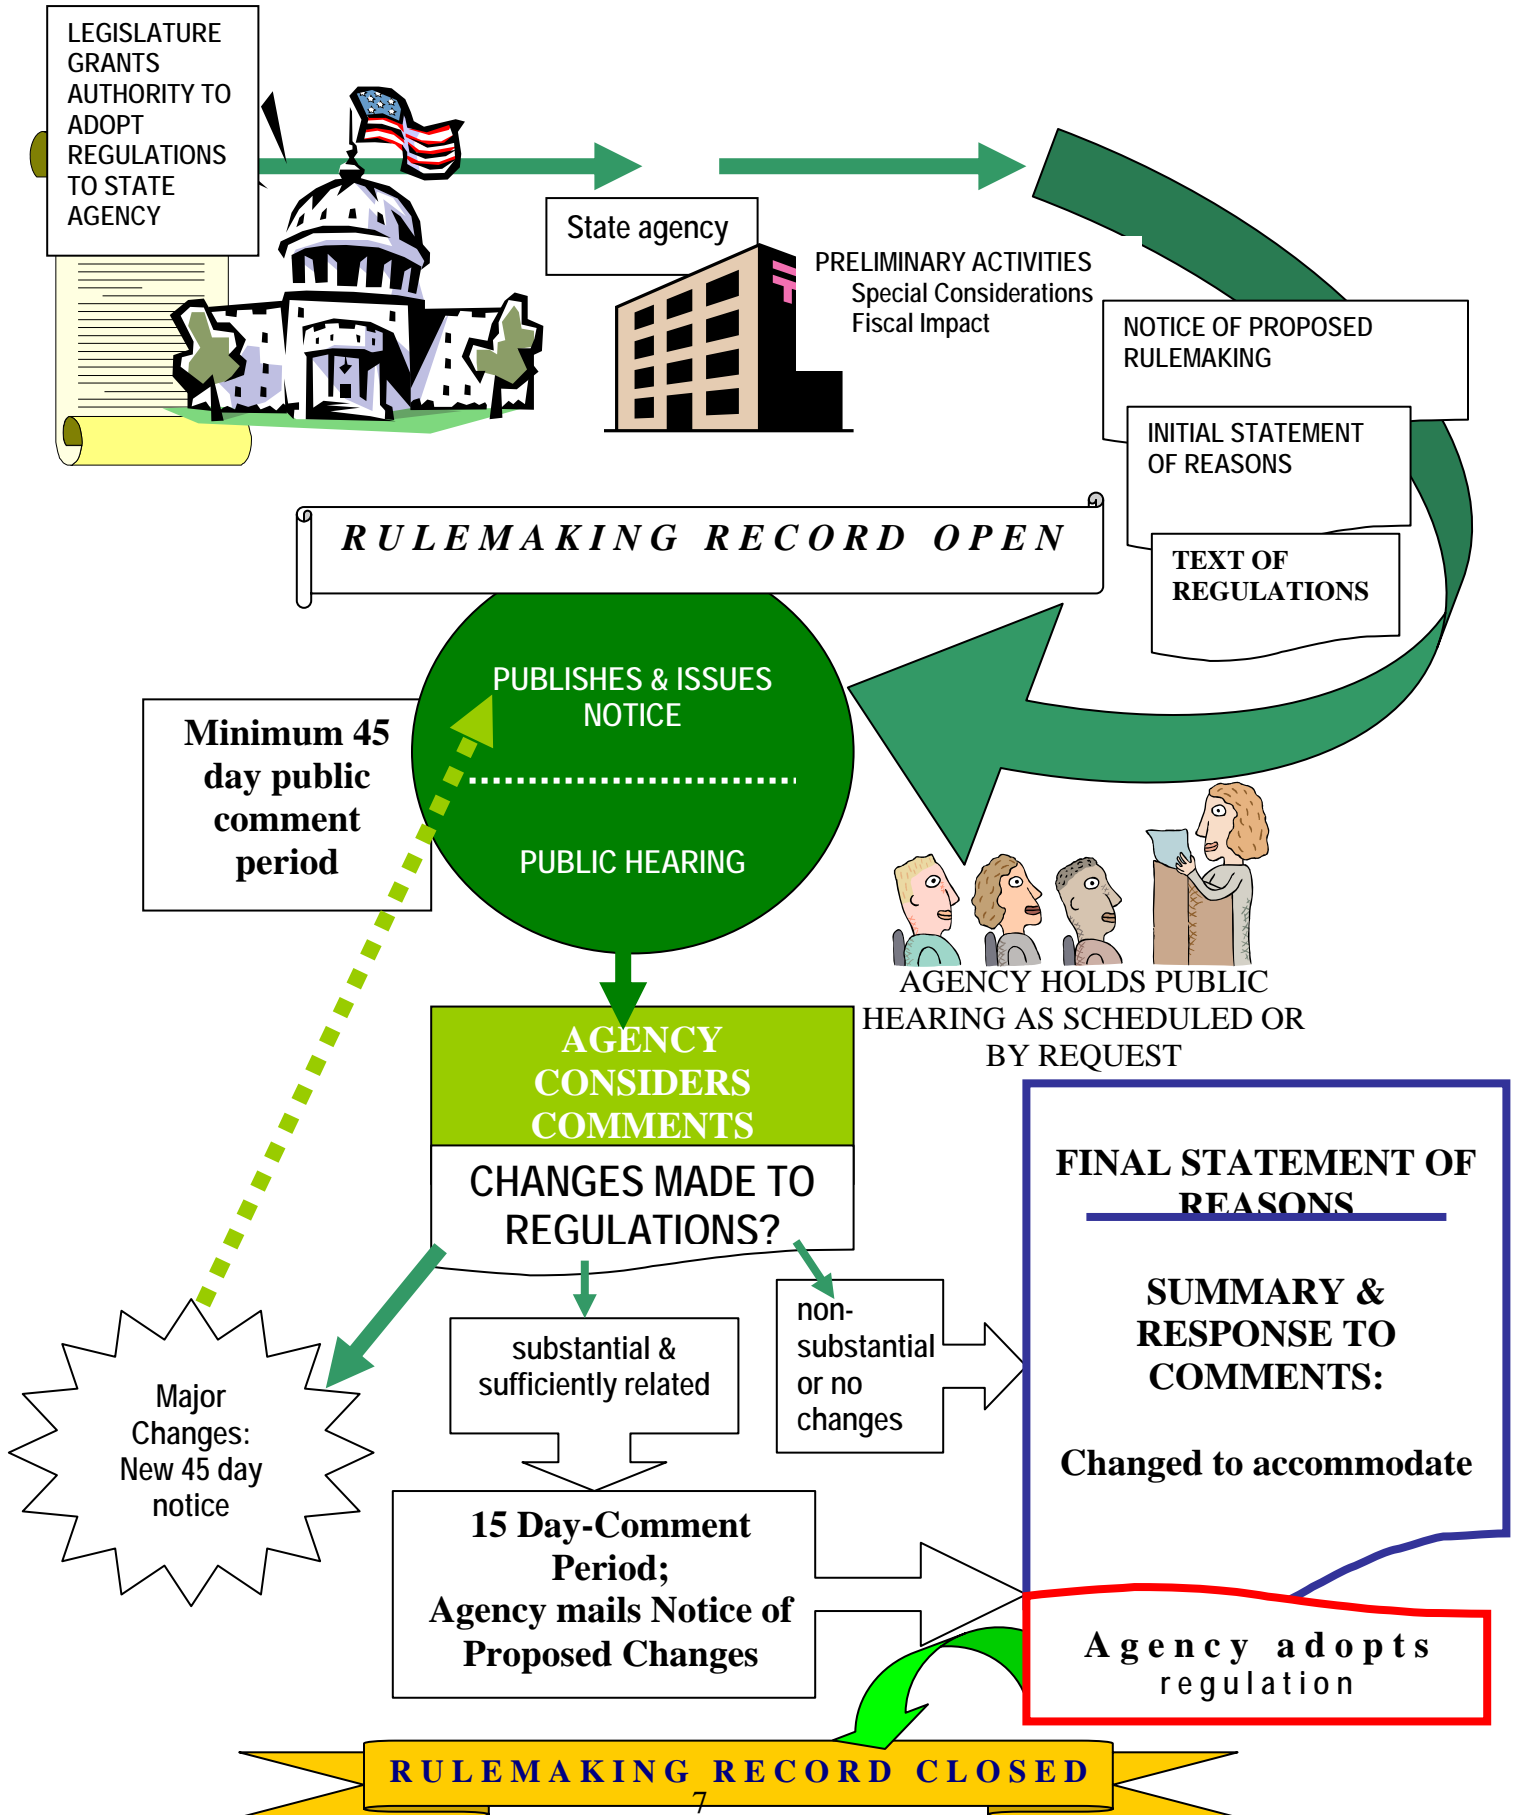 LEGISLATURE
GRANTS
AUTHORITY TO
ADOPT
REGULATIONS
TO STATE
AGENCY
State agency
PRELIMINARY ACTIVITIES
Special Considerations
Fiscal Impact
NOTICE OF PROPOSED
RULEMAKING
INITIAL STATEMENT
OF REASONS
TEXT OF
REGULATIONS
RULEMAKING RECORD OPEN
PUBLISHES & ISSUES
NOTICE
PUBLIC HEARING
Minimum 45
day public
comment
period
AGENCY HOLDS PUBLIC
HEARING AS SCHEDULED OR
BY REQUEST
AGENCY
CONSIDERS
COMMENTS
CHANGES MADE TO
REGULATIONS?
Major
Changes:
New 45 day
notice
substantial &
sufficiently related
non-
substantial
or no
changes
15 Day-Comment
Period;
Agency mails Notice of
Proposed Changes
FINAL STATEMENT OF
REASONS
SUMMARY &
RESPONSE TO
COMMENTS:
Changed to accommodate
Agency adopts
regulation
RULEMAKING RECORD CLOSED
7